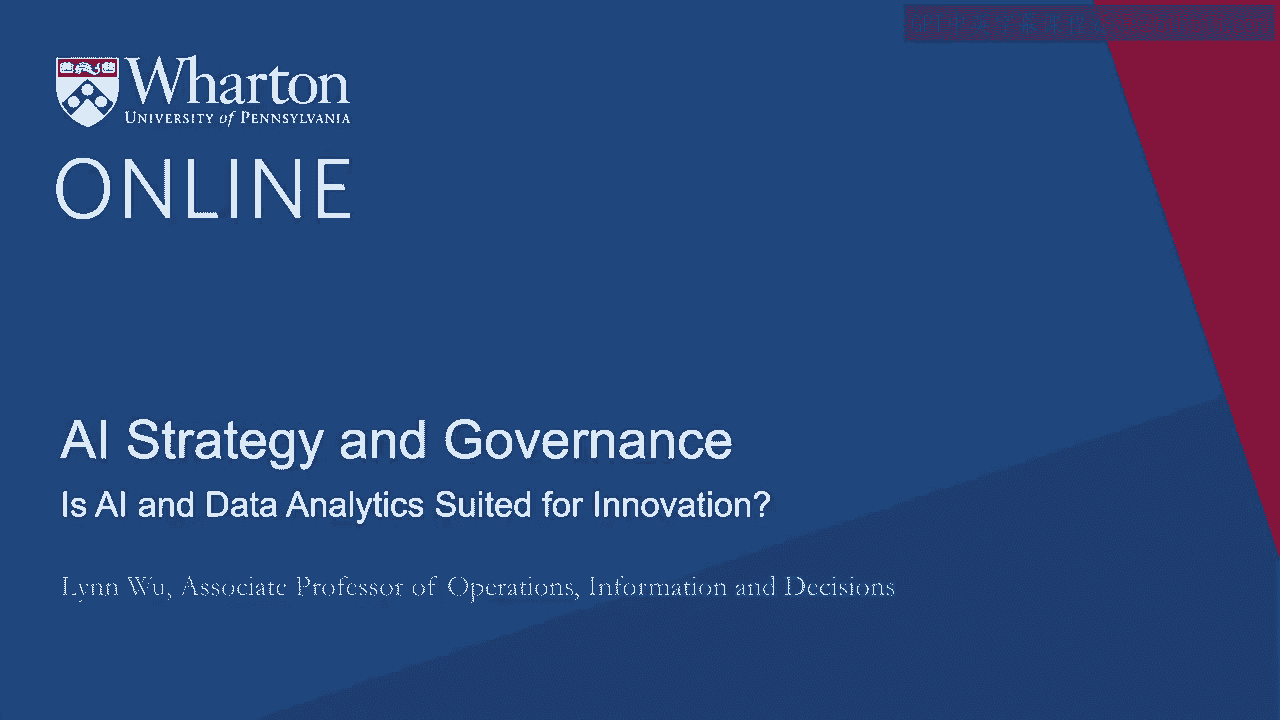 Wharton
UNIVERSITY of PENNSYLVANIA
ONLINE
AI Strategy and Governance
Is AI and Data Analytics Suited for Innovation?
Lynn Wu, Associate Professor of Operations, Information and Decisions